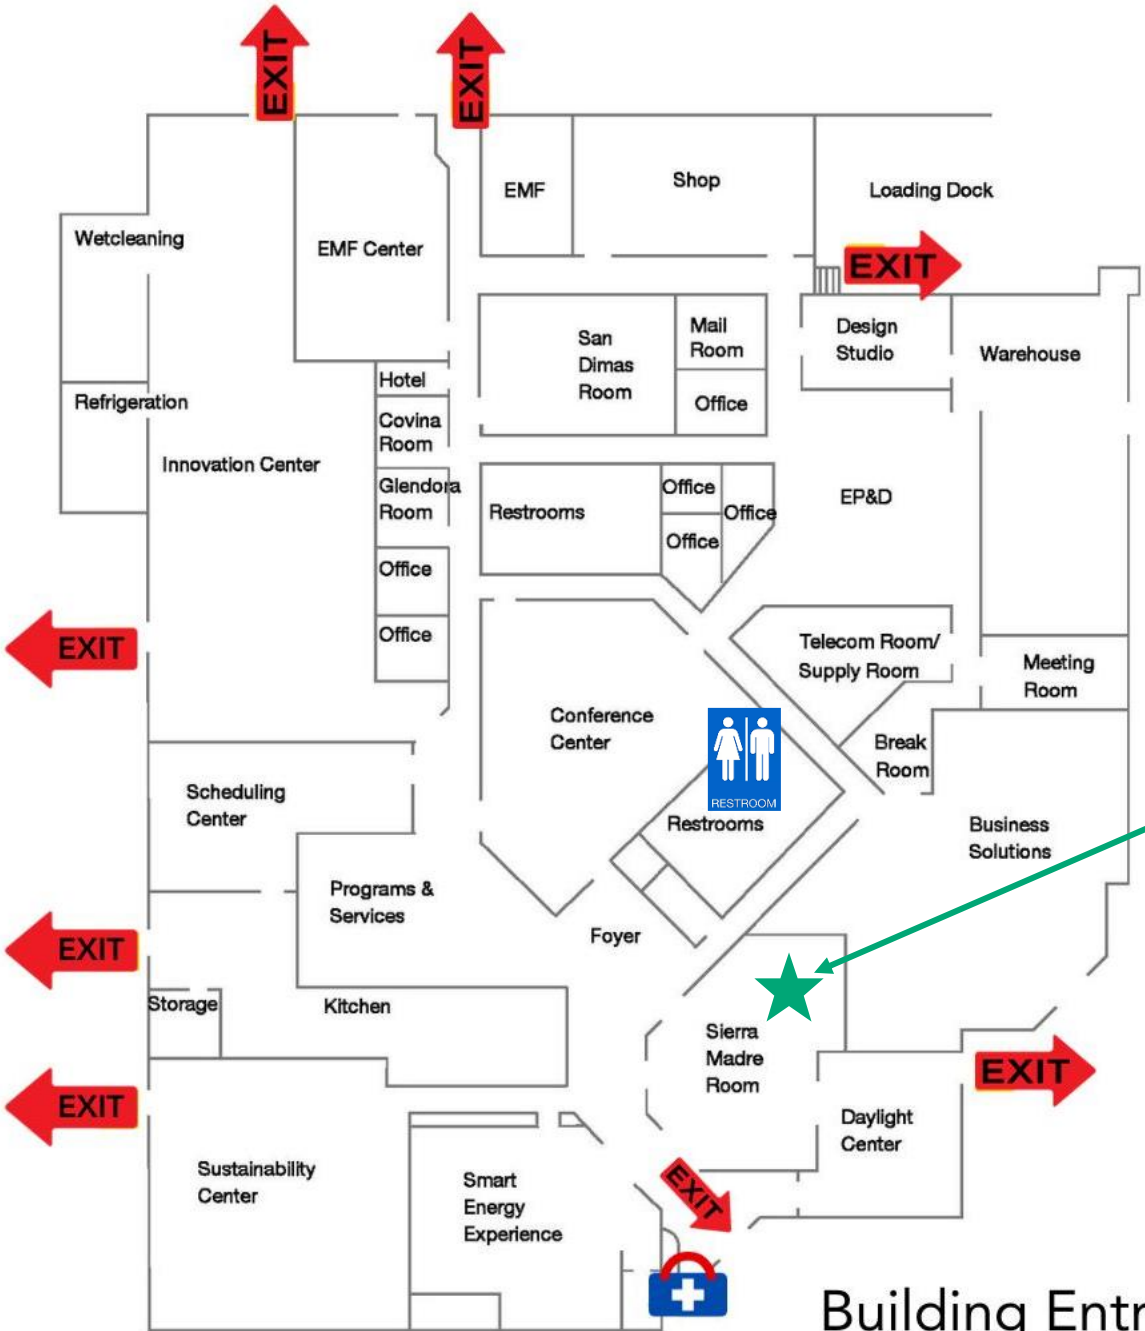 EXIT
EXIT
EMF
Shop
Loading Dock
Wetcleaning
EMF Center
EXIT
San
Dimas
Room
Mail
Room
Design
Studio
Warehouse
Hotel
Office
Refrigeration
Covina
Room
Innovation Center
Glendora
Room
Restrooms
Office
Office
Office
EP&D
Office
Office
EXIT
Telecom Room/
Supply Room
Meeting
Room
Conference
Center
RESTROOM
Restrooms
Break
Room
Scheduling
Center
Business
Solutions
Programs &
Services
Foyer
EXIT
Storage
Kitchen
Sierra
Madre
Room
EXIT
EXIT
Daylight
Center
Sustainability
Center
Smart
Energy
Experience
EXIT
Building Entr